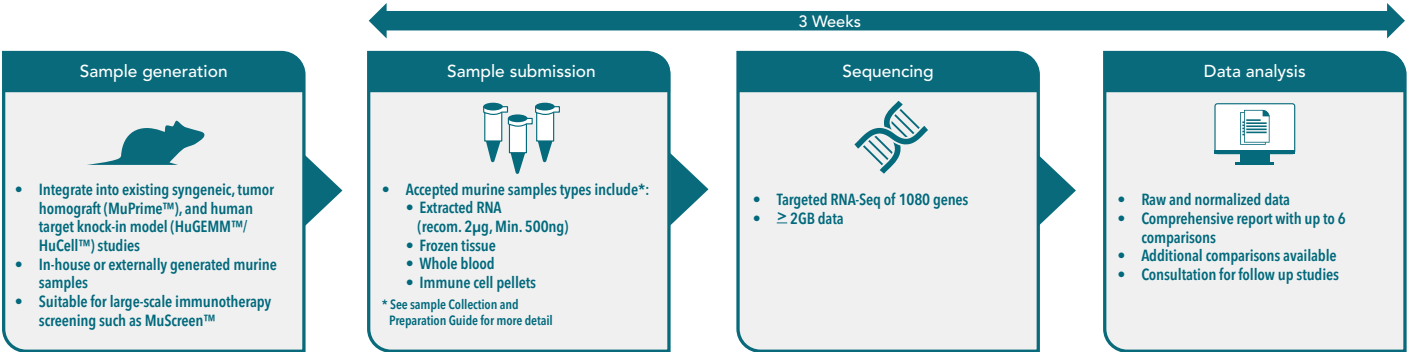 3 Weeks
Sample generation
• Integrate into existing syngeneic, tumor
homograft (MuPrime™), and human
target knock-in model (HuGEMM™/
HuCell™) studies
• In-house or externally generated murine
samples
• Suitable for large-scale immunotherapy
screening such as MuScreen™
Sample submission
• Accepted murine samples types include*:
• Extracted RNA
(recom. 2µg, Min. 500ng)
• Frozen tissue
• Whole blood
• Immune cell pellets
* See sample Collection and
Preparation Guide for more detail
Sequencing
• Targeted RNA-Seq of 1080 genes
• ≥ 2GB data
Data analysis
• Raw and normalized data
• Comprehensive report with up to 6
comparisons
• Additional comparisons available
• Consultation for follow up studies